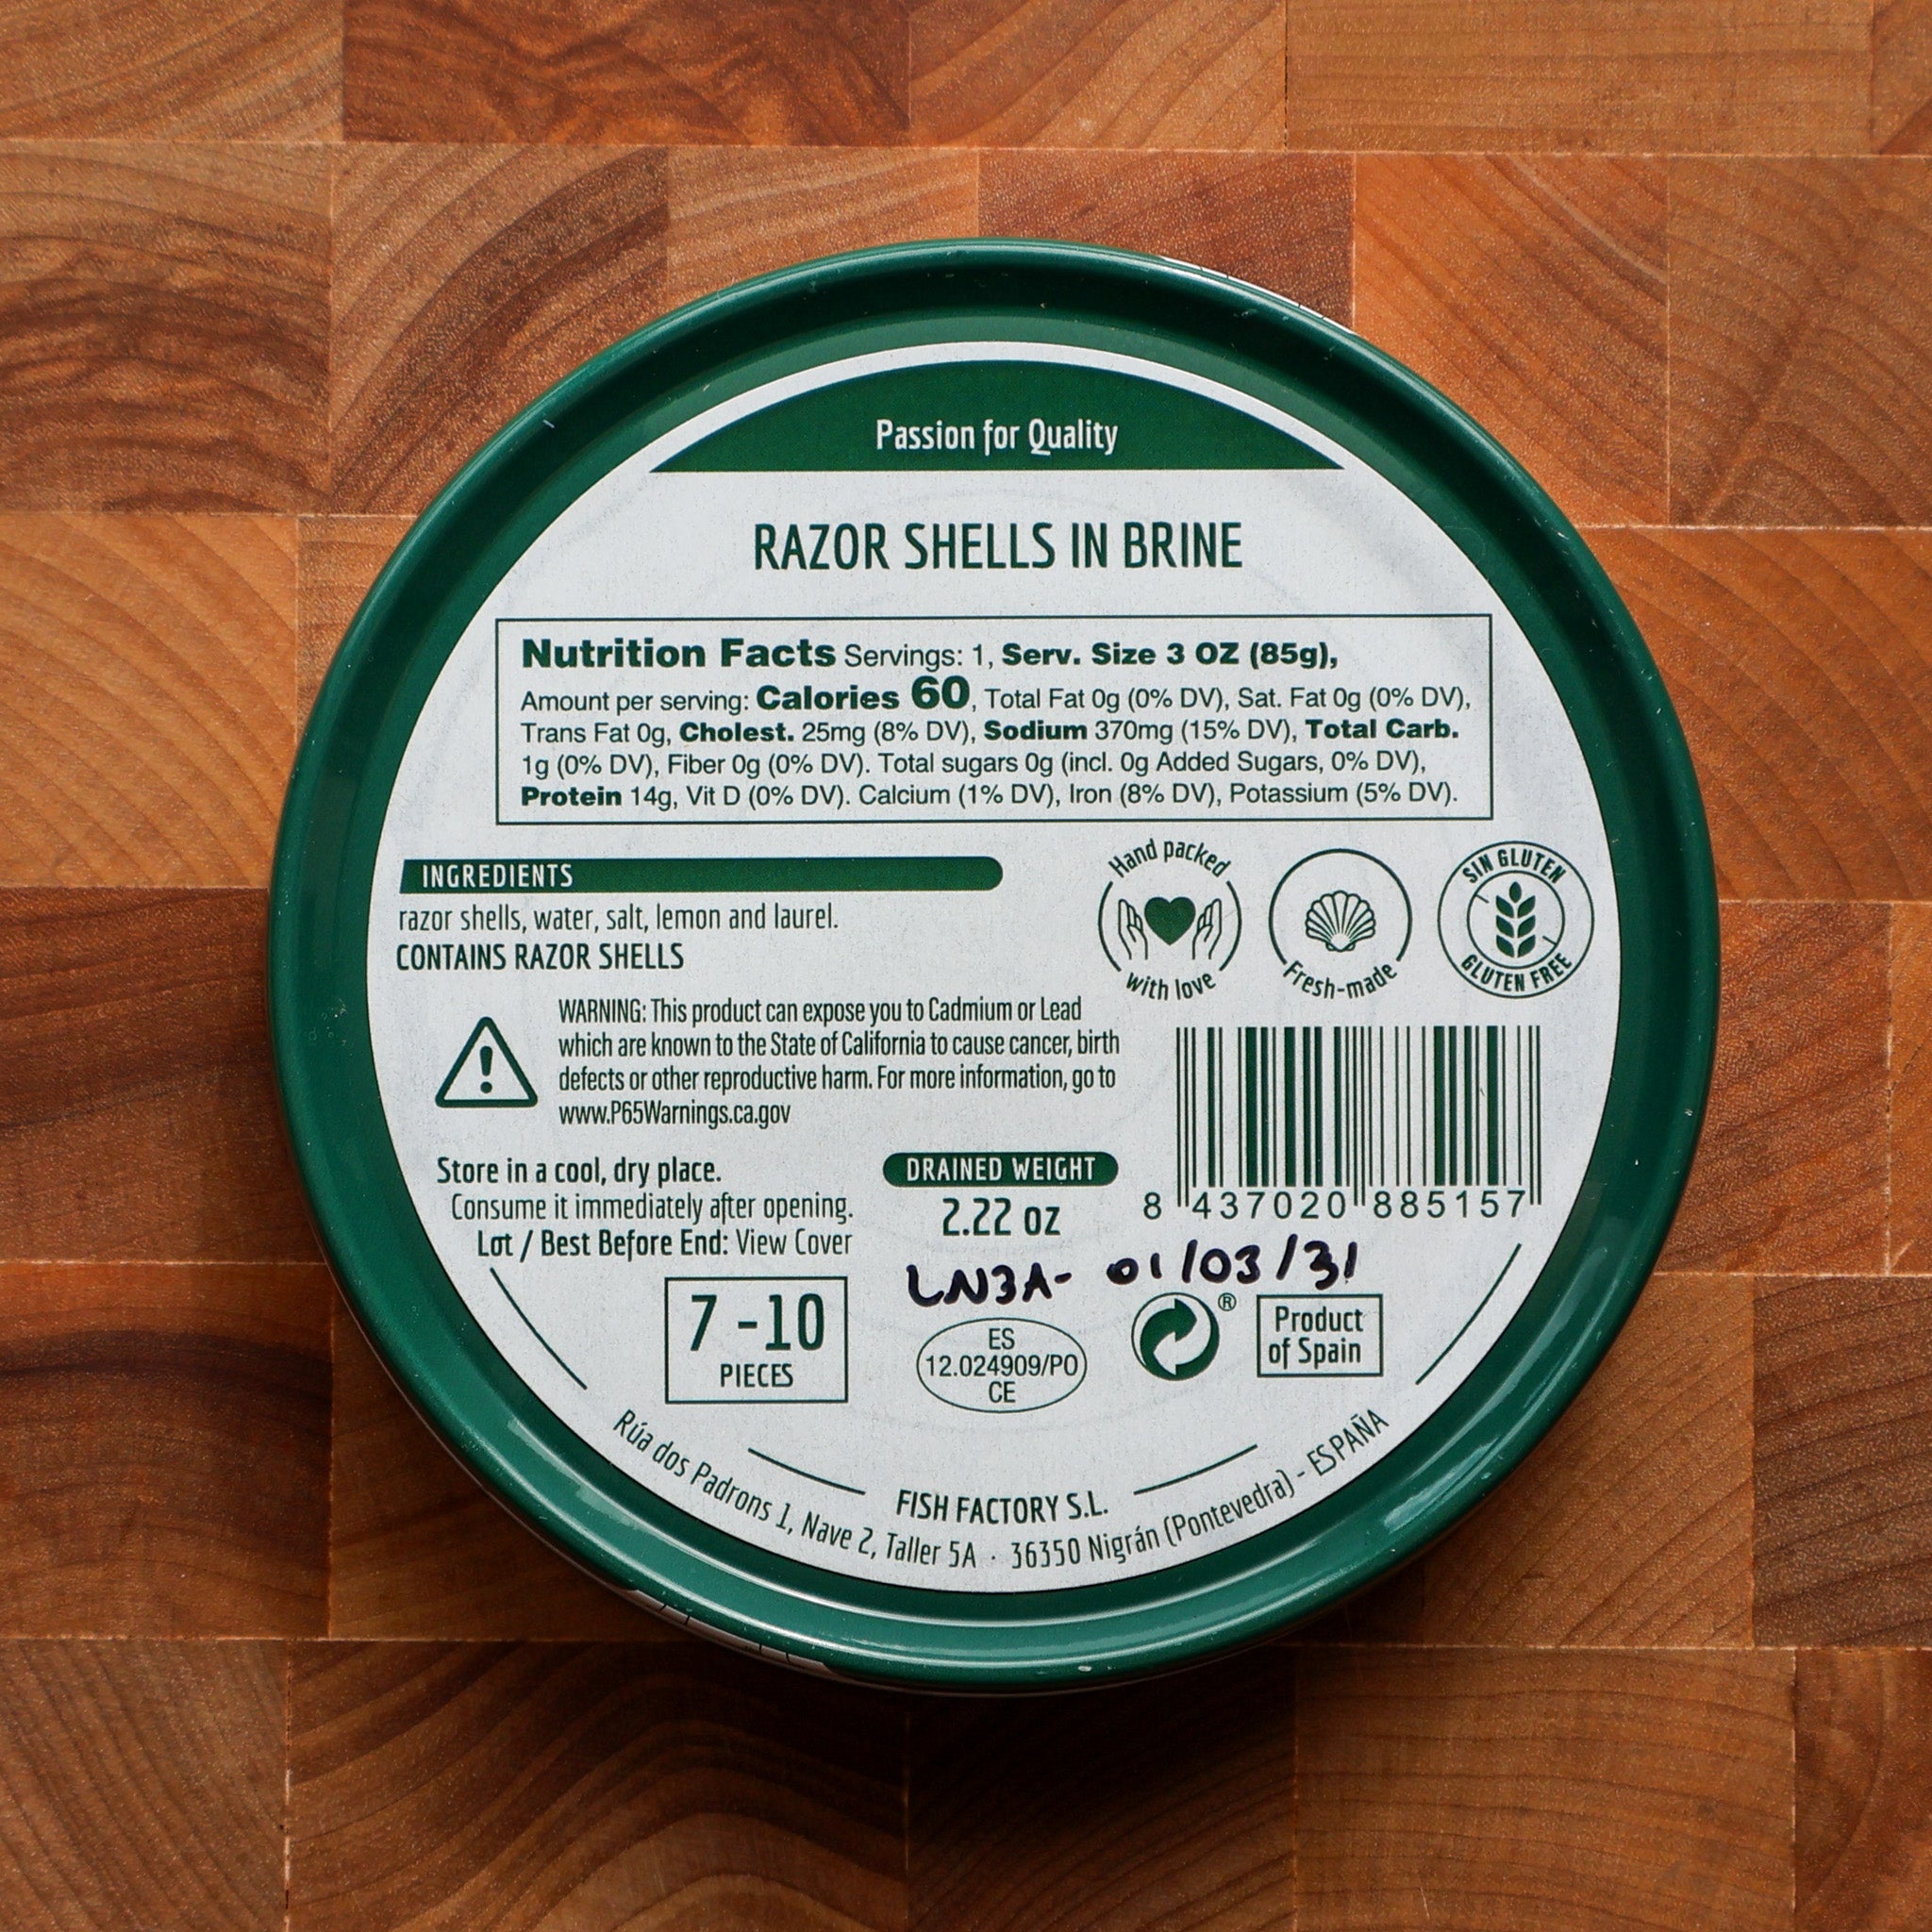 Passion for Quality
RAZOR SHELLS IN BRINE
Nutrition Facts Servings: 1, Serv. Size 3 OZ (85g),
Amount per serving: Calories 60, Total Fat 0g (0% DV), Sat. Fat 0g (0% DV),
Trans Fat 0g, Cholest. 25mg (8% DV), Sodium 370mg (15% DV), Total Carb.
1g (0% DV), Fiber 0g (0% DV). Total sugars 0g (incl. 0g Added Sugars, 0% DV),
Protein 14g, Vit D (0% DV). Calcium (1% DV), Iron (8% DV), Potassium (5% DV).
INGREDIENTS
razor shells, water, salt, lemon and laurel.
CONTAINS RAZOR SHELLS
Hand packed
with love
Fresh-made
SIN GLUTEN
GLUTEN FREE
WARNING: This product can expose you to Cadmium or Lead
which are known to the State of California to cause cancer, birth
defects or other reproductive harm. For more information, go to
www.P65Warnings.ca.gov
Store in a cool, dry place.
Consume it immediately after opening.
Lot / Best Before End: View Cover
DRAINED WEIGHT
2.22 oz
8 437020 885157
LN3A- 01/03/31
7 -10
PIECES
ES
12.024909/PO
CE
®
Product
of Spain
FISH FACTORY S.L.
Rúa dos Padrons 1, Nave 2, Taller 5A · 36350 Nigrán (Pontevedra) - ESPAÑA